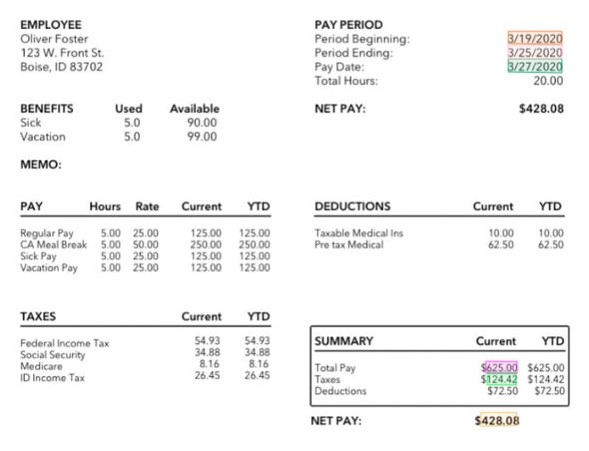 EMPLOYEE
Oliver Foster
123 W. Front St.
Boise, ID 83702
PAY PERIOD
Period Beginning: 3/19/2020
Period Ending: 3/25/2020
Pay Date: 3/27/2020
Total Hours: 20.00
BENEFITS Used Available
Sick 5.0 90.00
Vacation 5.0 99.00
NET PAY: $428.08
MEMO:
PAY Hours Rate Current YTD
Regular Pay 5.00 25.00 125.00 125.00
CA Meal Break 5.00 50.00 250.00 250.00
Sick Pay 5.00 25.00 125.00 125.00
Vacation Pay 5.00 25.00 125.00 125.00
DEDUCTIONS Current YTD
Taxable Medical Ins 10.00 10.00
Pre tax Medical 62.50 62.50
TAXES Current YTD
Federal Income Tax 54.93 54.93
Social Security 34.88 34.88
Medicare 8.16 8.16
ID Income Tax 26.45 26.45
SUMMARY Current YTD
Total Pay $625.00 $625.00
Taxes $124.42 $124.42
Deductions $72.50 $72.50
NET PAY: $428.08